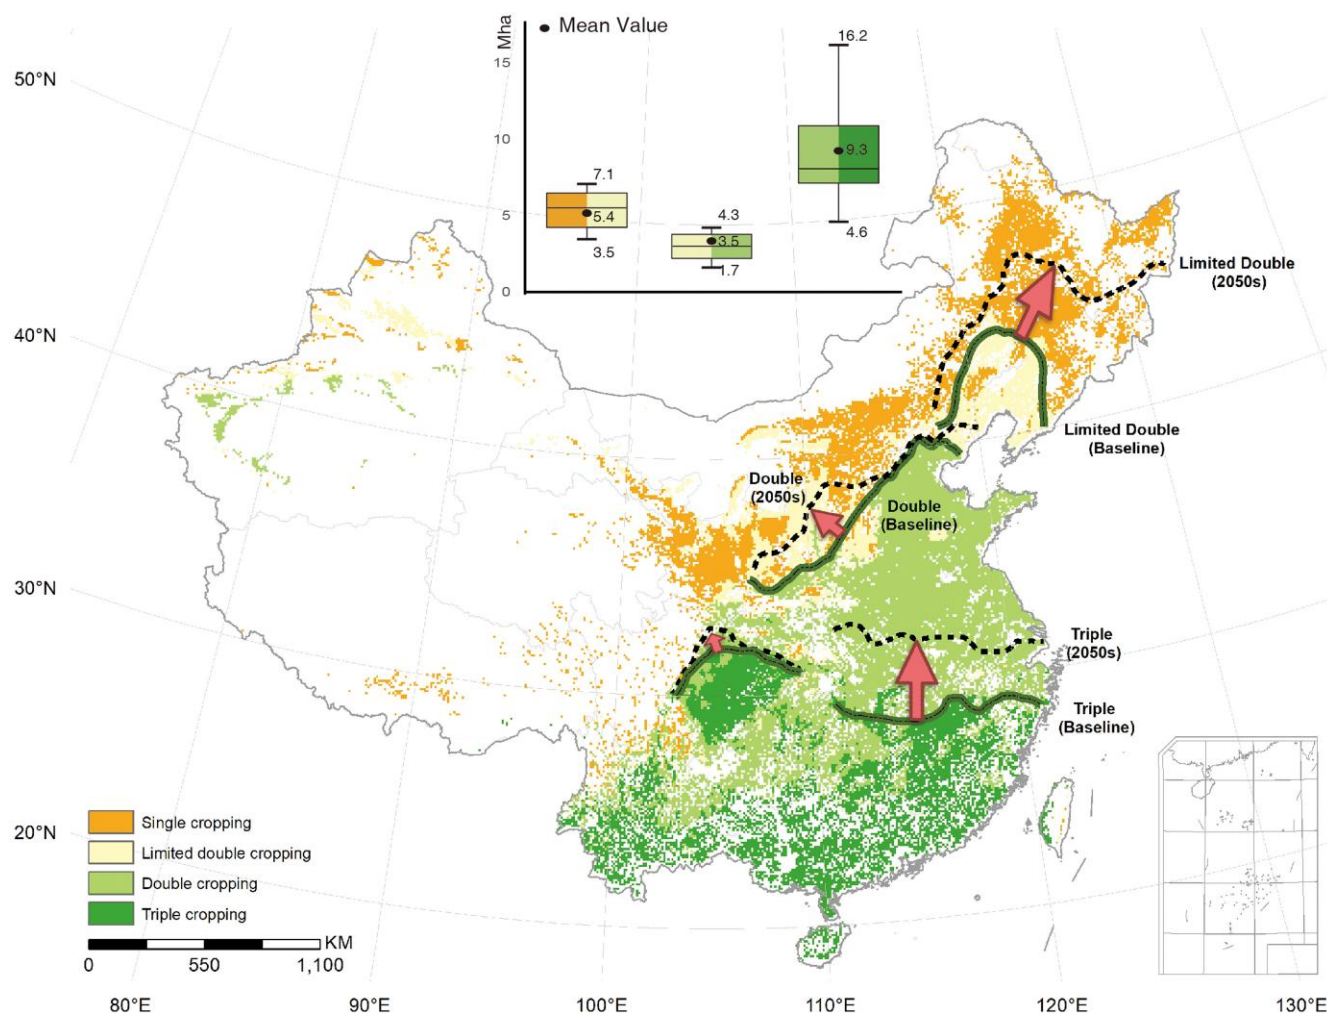 Mha
Mean Value
15
10
5
0
7.1
5.4
3.5
4.3
3.5
1.7
16.2
9.3
4.6
50°N
40°N
30°N
20°N
Limited Double
(2050s)
Limited Double
(Baseline)
Double
(2050s)
Double
(Baseline)
Triple
(2050s)
Triple
(Baseline)
Single cropping
Limited double cropping
Double cropping
Triple cropping
KM
0 550 1,100
80°E 90°E 100°E 110°E 120°E 130°E